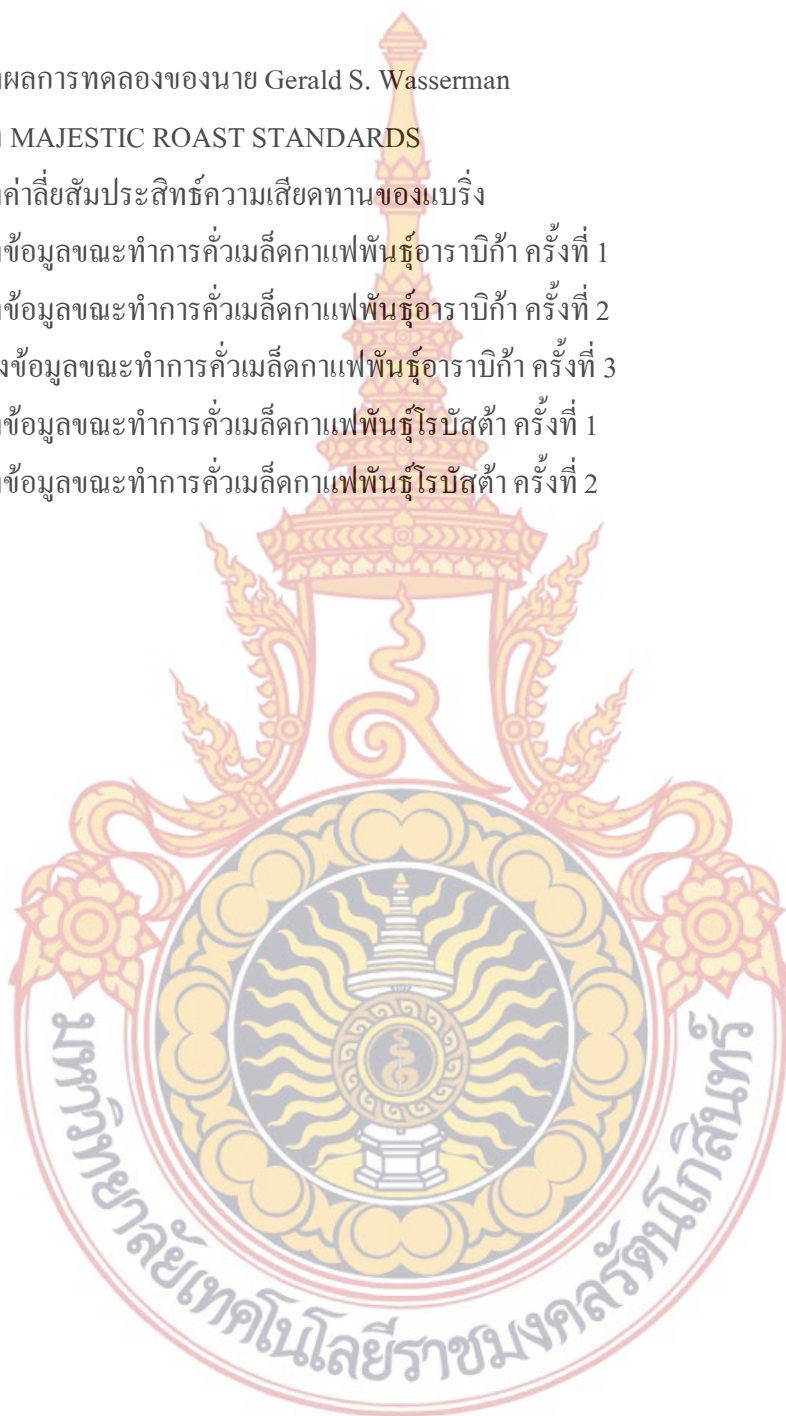 ผลการทดลองของนาย Gerald S. Wasserman
MAJESTIC ROAST STANDARDS
ค่าลี่ยสัมประสิทธ์ความเสียดทานของแบริ่ง
ข้อมูลขณะทำการคั่วเมล็ดกาแฟพันธุ์อาราบิก้า ครั้งที่ 1
ข้อมูลขณะทำการคั่วเมล็ดกาแฟพันธุ์อาราบิก้า ครั้งที่ 2
งข้อมูลขณะทำการคั่วเมล็ดกาแฟพันธุ์อาราบิก้า ครั้งที่ 3
ข้อมูลขณะทำการคั่วเมล็ดกาแฟพันธุ์โรบัสต้า ครั้งที่ 1
ข้อมูลขณะทำการคั่วเมล็ดกาแฟพันธุ์โรบัสต้า ครั้งที่ 2
มหาวิทยาลัยเทคโนโลยีราชมงคลรัตนโกสินทร์